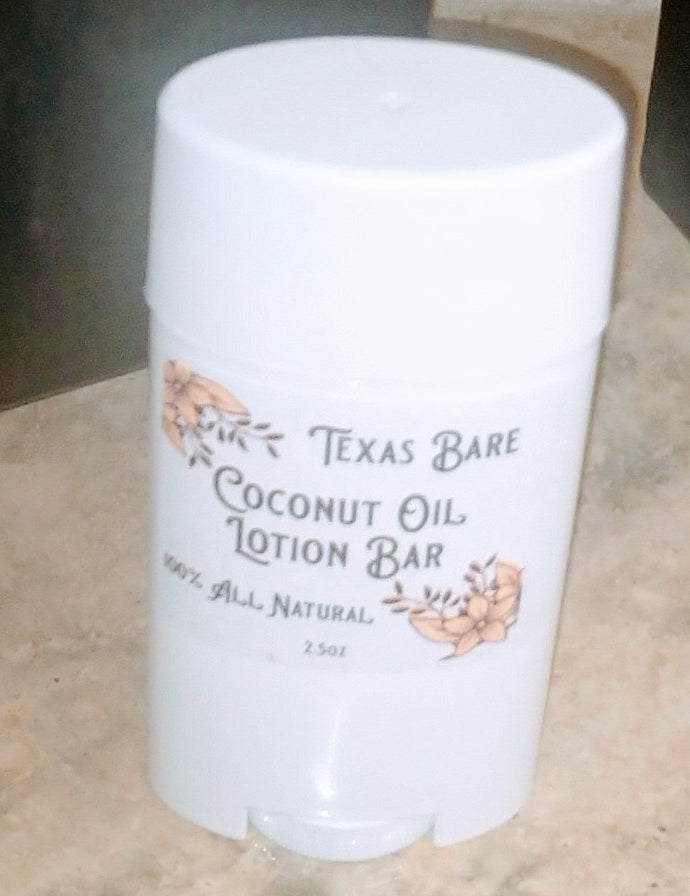 Texas Bare
Coconut Oil
Lotion Bar
100% All Natural
2.5oz